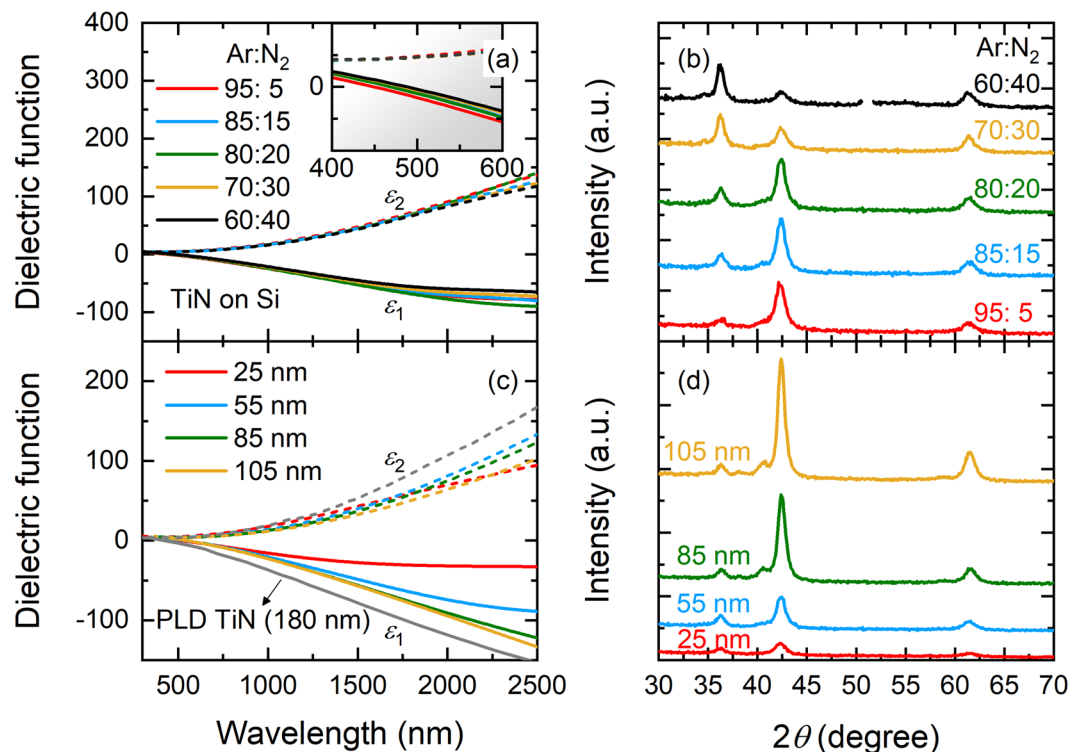 Dielectric function
400
300
200
100
0
-100
Ar:N₂
95: 5
85:15
80:20
70:30
60:40
(a)
0
400 500 600
ε₂
ε₁
TiN on Si
Intensity (a.u.)
(b)
Ar:N₂
60:40
70:30
80:20
85:15
95: 5
Dielectric function
200
100
0
-100
(c)
25 nm
55 nm
85 nm
105 nm
ε₂
PLD TiN (180 nm)
ε₁
500 1000 1500 2000 2500
Wavelength (nm)
Intensity (a.u.)
(d)
105 nm
85 nm
55 nm
25 nm
30 35 40 45 50 55 60 65 70
2θ (degree)